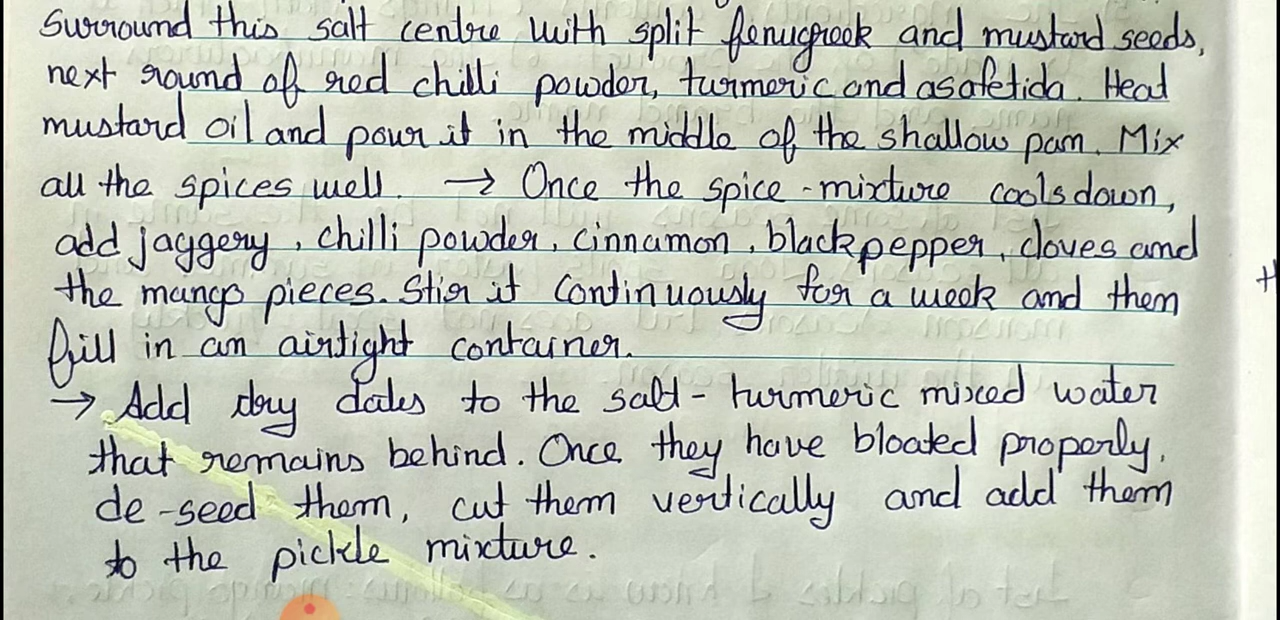 Surround this salt centre with split fenugreek and mustard seeds,
next round of red chilli powder, turmeric and asafetida. Heat
mustard oil and pour it in the middle of the shallow pan. Mix
all the spices well. → Once the spice-mixture cools down,
add jaggery, chilli powder, cinnamon, black pepper, cloves and
the mango pieces. Stir it continuously for a week and then
fill in an airtight container.
→ Add dry dates to the salt-turmeric mixed water
that remains behind. Once they have bloated properly,
de-seed them, cut them vertically and add them
to the pickle mixture.